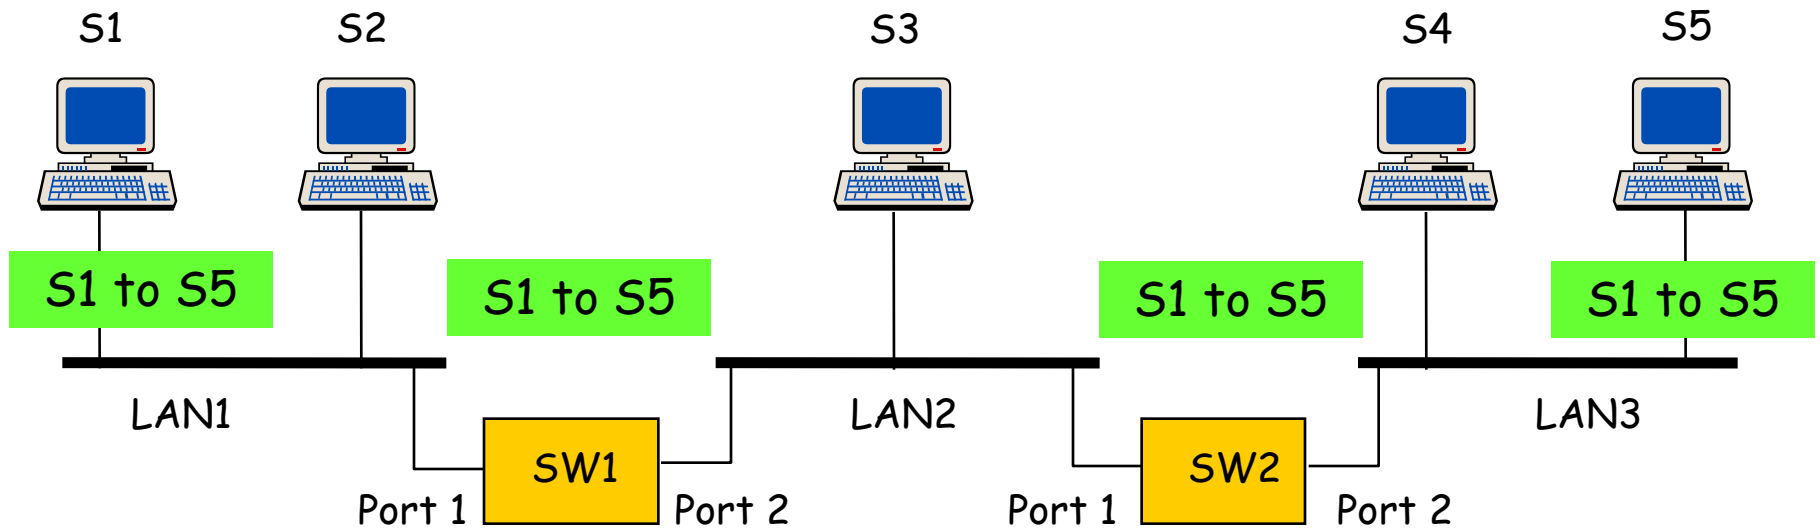 S1
S2
S3
S4
S5
S1 to S5
S1 to S5
S1 to S5
S1 to S5
LAN1
LAN2
LAN3
SW1
SW2
Port 1
Port 2
Port 1
Port 2